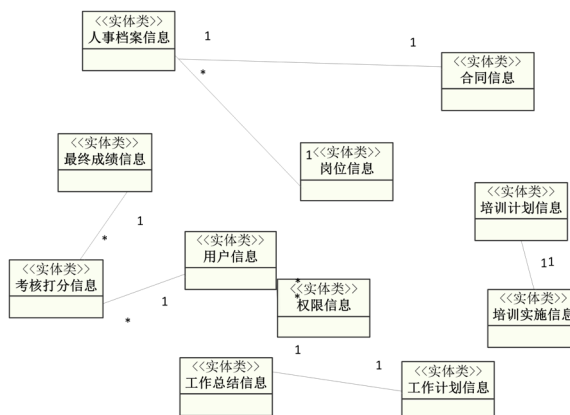 <<实体类>>
人事档案信息
1
1
<<实体类>>
合同信息
*
<<实体类>>
最终成绩信息
1<<实体类>>
岗位信息
<<实体类>>
培训计划信息
1
*
<<实体类>>
用户信息
<<实体类>>
考核打分信息
11
*
*
<<实体类>>
权限信息
1
*
<<实体类>>
培训实施信息
1
<<实体类>>
工作总结信息
1
<<实体类>>
工作计划信息